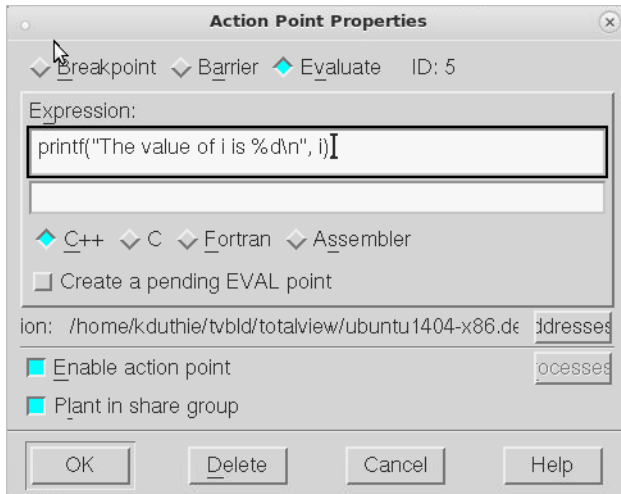 Action Point Properties
Breakpoint Barrier Evaluate ID: 5
Expression:
printf("The value of i is %d\n", i)
C++ C Fortran Assembler
Create a pending EVAL point
ion: /home/kduthie/tvbld/totalview/ubuntu1404-x86.de ddresses
Enable action point ocesses
Plant in share group
OK Delete Cancel Help